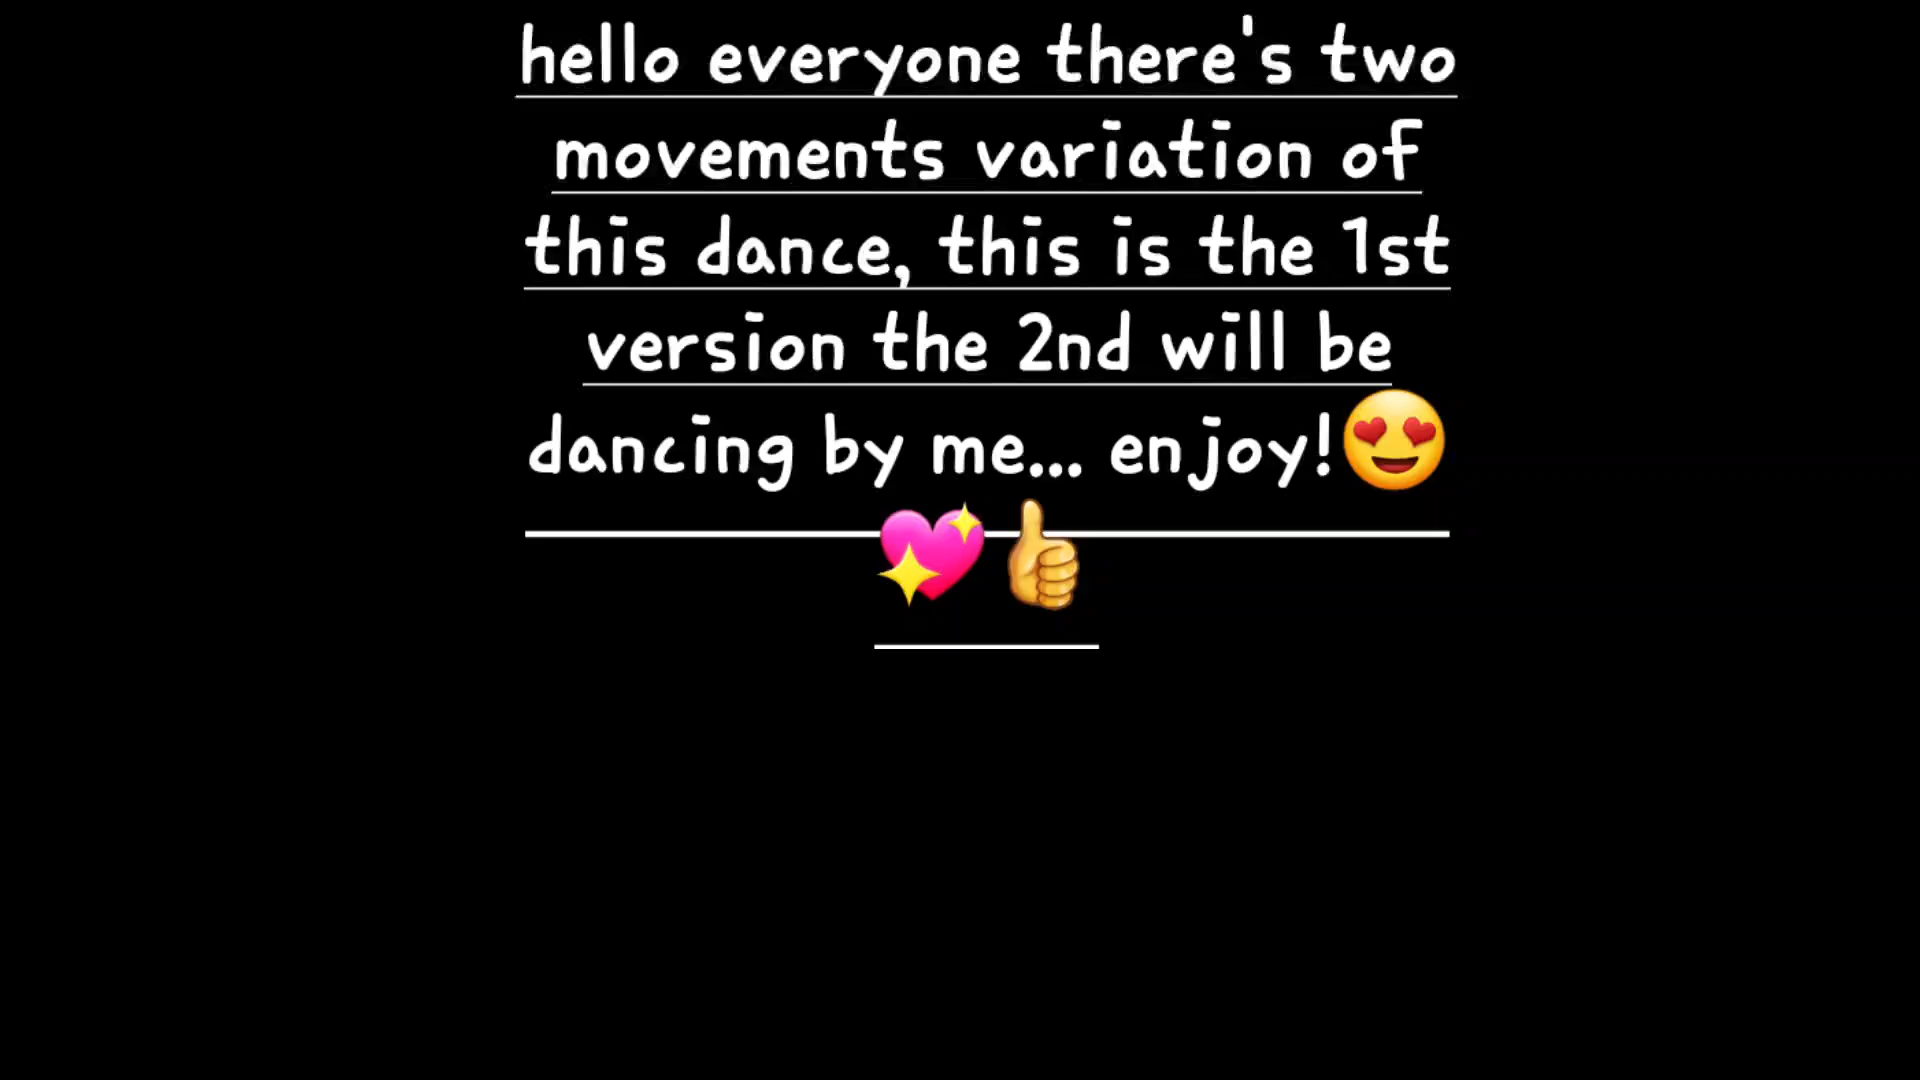 hello everyone there's two
movements variation of
this dance, this is the 1st
version the 2nd will be
dancing by me... enjoy!😍
💖👍